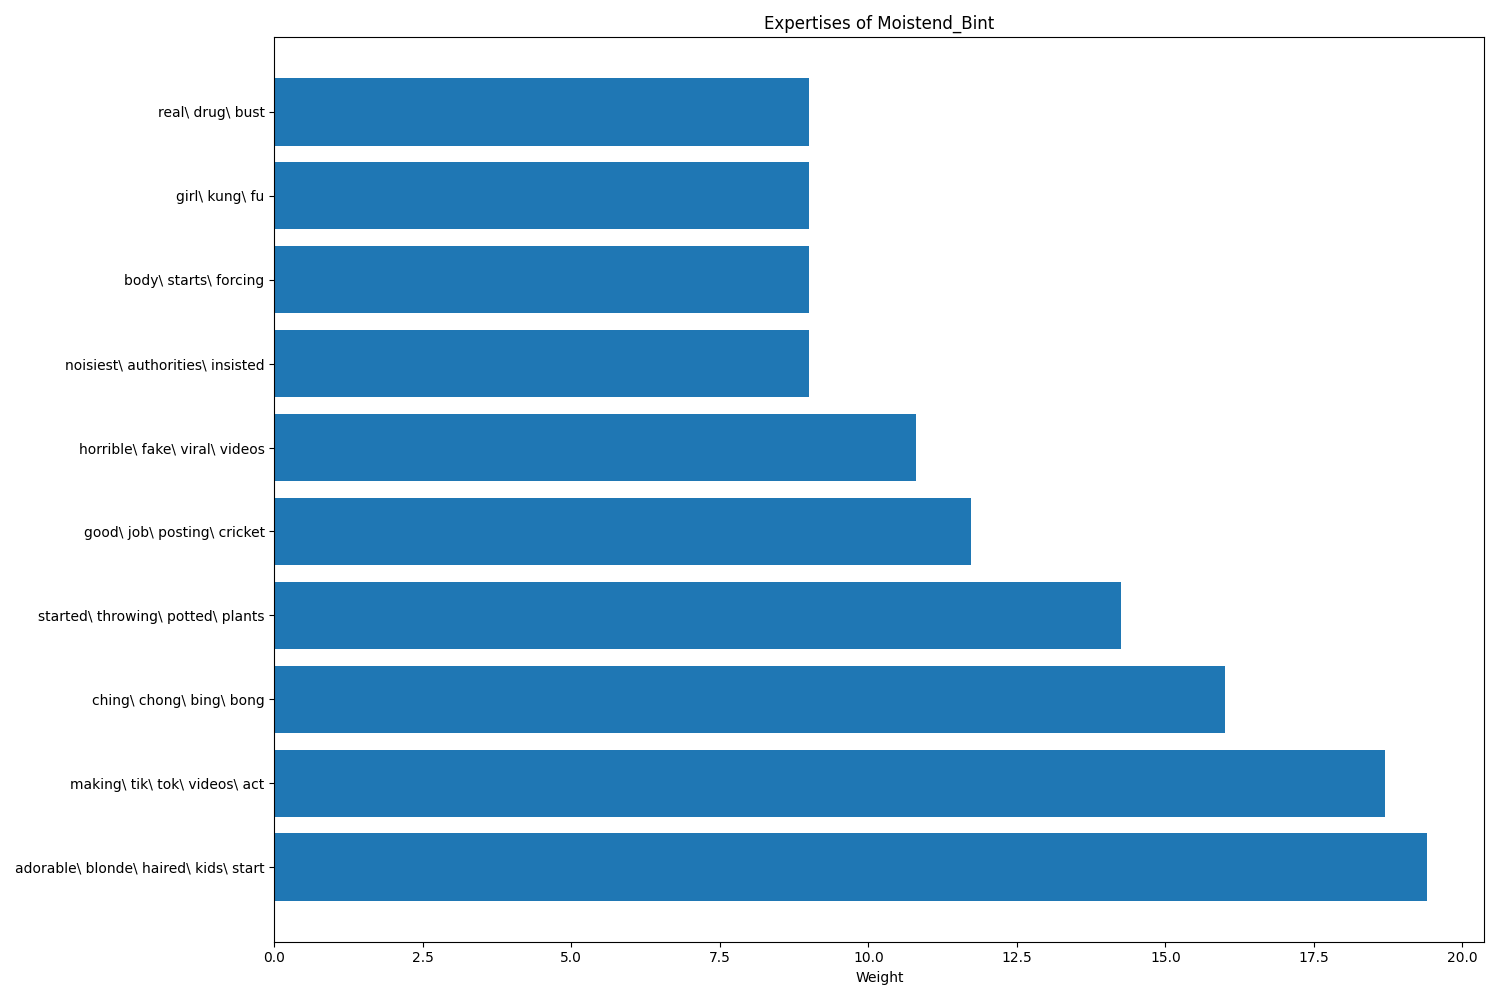 Expertises of Moistend_Bint
real\ drug\ bust
girl\ kung\ fu
body\ starts\ forcing
noisiest\ authorities\ insisted
horrible\ fake\ viral\ videos
good\ job\ posting\ cricket
started\ throwing\ potted\ plants
ching\ chong\ bing\ bong
making\ tik\ tok\ videos\ act
adorable\ blonde\ haired\ kids\ start
0.0 2.5 5.0 7.5 10.0 12.5 15.0 17.5 20.0
Weight